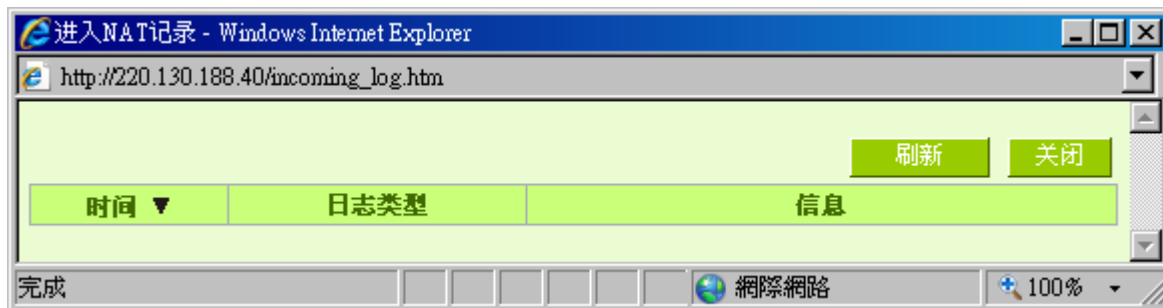 进入NAT记录 - Windows Internet Explorer
http://220.130.188.40/incoming_log.htm
刷新 关闭
时间 ▼ 日志类型 信息
完成 網際網路 100%